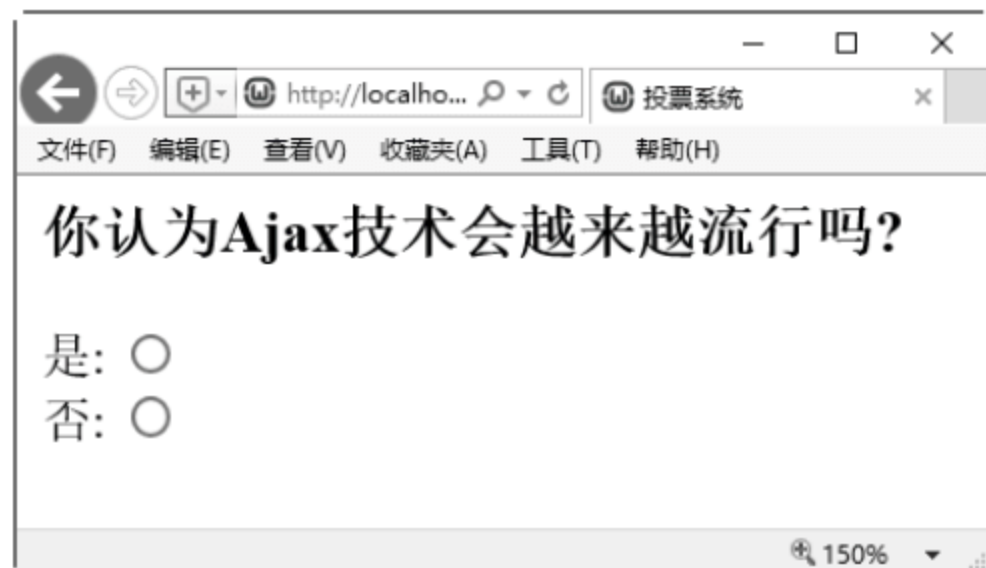 http://localho...
投票系统
文件(F) 编辑(E) 查看(V) 收藏夹(A) 工具(T) 帮助(H)
你认为Ajax技术会越来越流行吗?
是:
否:
150%